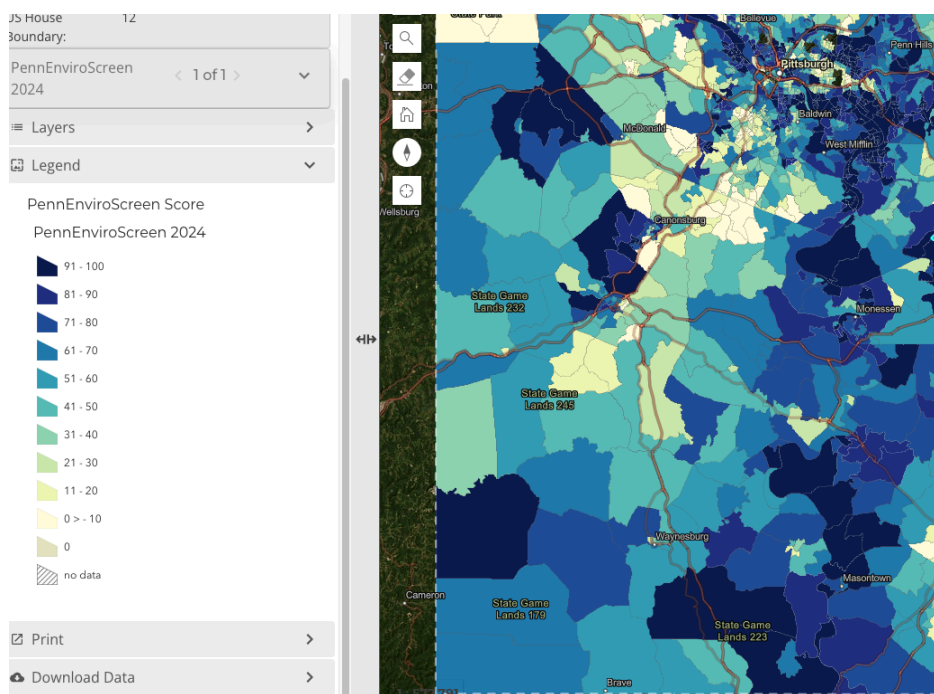 US House 12
Boundary:
PennEnviroScreen
2024
1 of 1
Layers
Legend
PennEnviroScreen Score
PennEnviroScreen 2024
91 - 100
81 - 90
71 - 80
61 - 70
51 - 60
41 - 50
31 - 40
21 - 30
11 - 20
0 > - 10
0
no data
Print
Download Data
State Park
Bellevue
Penn Hills
Pittsburgh
Baldwin
McDonald
West Mifflin
Wellsburg
Canonsburg
State Game
Lands 232
Monessen
State Game
Lands 245
Waynesburg
Masontown
Cameron
State Game
Lands 179
State Game
Lands 223
Brave